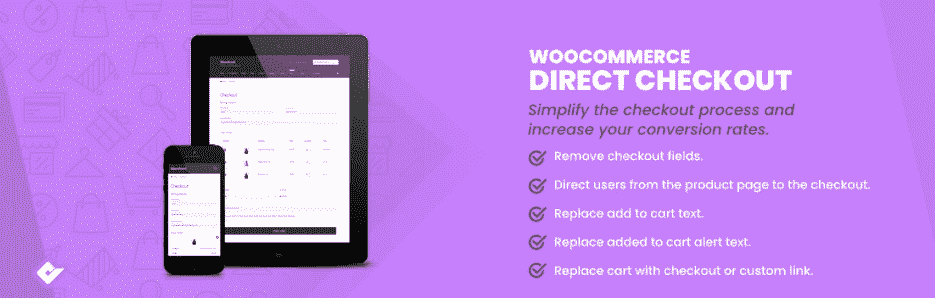 WOOCOMMERCE
DIRECT CHECKOUT
Simplify the checkout process and
increase your conversion rates.
Remove checkout fields.
Direct users from the product page to the checkout.
Replace add to cart text.
Replace added to cart alert text.
Replace cart with checkout or custom link.
Checkout
Checkout